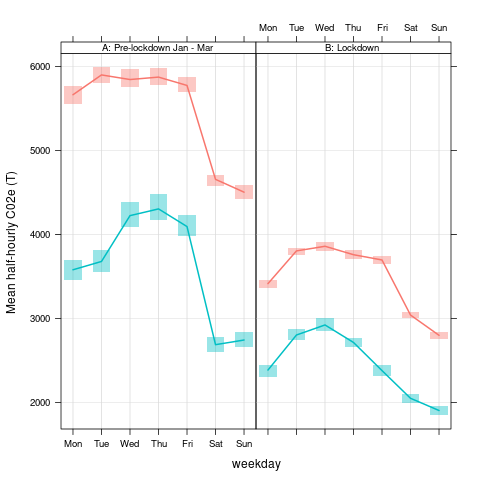 Mon Tue Wed Thu Fri Sat Sun
A: Pre-lockdown Jan - Mar
B: Lockdown
6000
5000
4000
3000
2000
Mean half-hourly C02e (T)
Mon Tue Wed Thu Fri Sat Sun
weekday